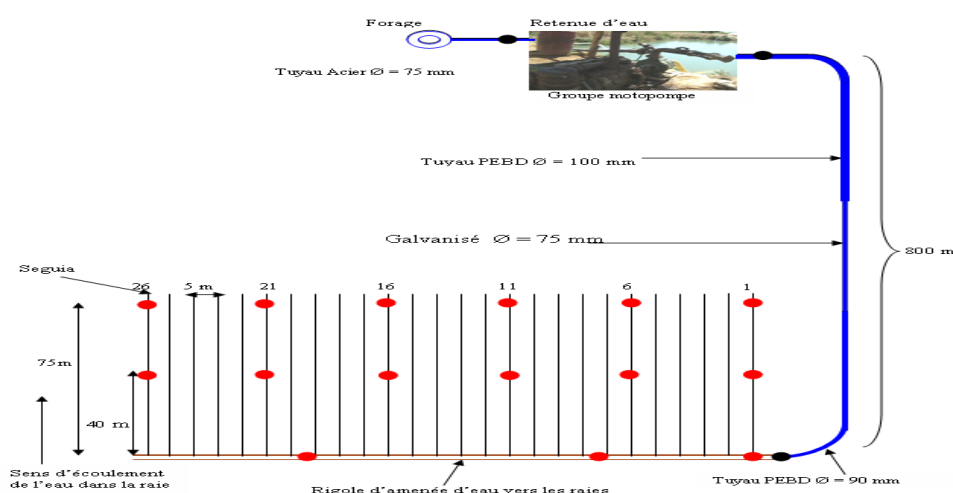 Forage
Retenue d'eau
Tuyau Acier Ø = 75 mm
Groupe motopompe
Tuyau PEBD Ø = 100 mm
Galvanisé Ø = 75 mm
800 m
Seguia
26
5 m
21
16
11
6
1
75m
40 m
Sens d'écoulement
de l'eau dans la raie
Rigole d'amenée d'eau vers les raies
Tuyau PEBD Ø = 90 mm